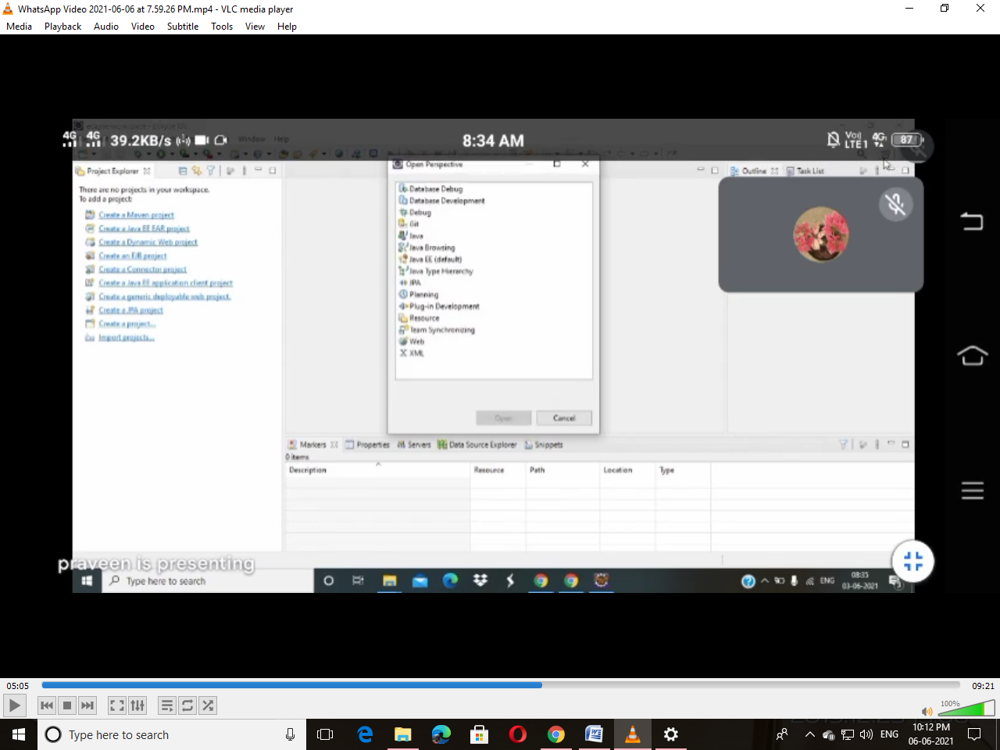 WhatsApp Video 2021-06-06 at 7.59.26 PM.mp4 - VLC media player
Media Playback Audio Video Subtitle Tools View Help
4G 4G 39.2KB/s 8:34 AM LTE 1 4G 87
Window Help
Project Explorer Outline Task List
Open Perspective
There are no projects in your workspace.
To add a project:
Create a Maven project
Create a Java EE EAR project
Create a Dynamic Web project
Create an EJB project
Create a Connector project
Create a Java EE application client project
Create a generic deployable web project.
Create a JPA project
Create a project...
Import projects...
Database Debug
Database Development
Debug
Git
Java
Java Browsing
Java EE (default)
Java Type Hierarchy
JPA
Planning
Plug-in Development
Resource
Team Synchronizing
Web
XML
Open Cancel
Markers Properties Servers Data Source Explorer Snippets
0 items
Description Resource Path Location Type
praveen is presenting
Type here to search ENG 08:35
03-06-2021
05:05 09:21
100%
Type here to search ENG 10:12 PM
06-06-2021